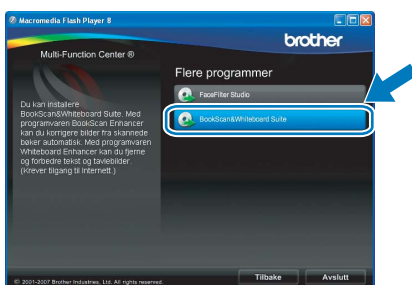 Macromedia Flash Player 8
brother
Multi-Function Center ®
Flere programmer
FaceFilter Studio
BookScan&Whiteboard Suite
Du kan installere
BookScan&Whiteboard Suite. Med
programvaren BookScan Enhancer
kan du korrigere bilder fra skannede
bøker automatisk. Med programvaren
Whiteboard Enhancer kan du fjerne
og forbedre tekst og tavlebilder.
(Krever tilgang til Internett.)
Tilbake
Avslutt
© 2001-2007 Brother Industries, Ltd. All rights reserved.